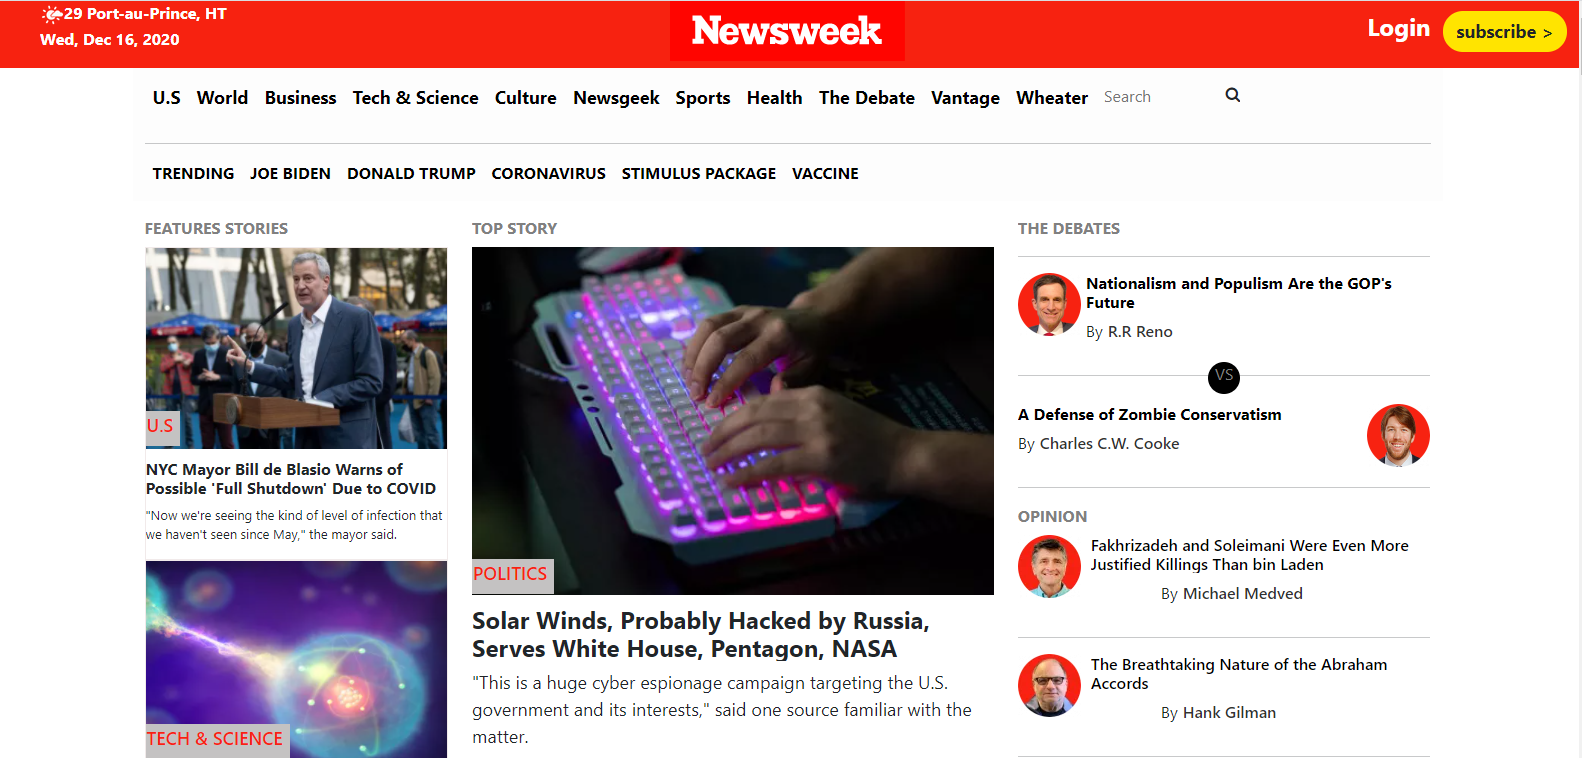 29 Port-au-Prince, HT
Wed, Dec 16, 2020
Newsweek
Login
subscribe >
U.S World Business Tech & Science Culture Newsgeek Sports Health The Debate Vantage Wheater Search
TRENDING JOE BIDEN DONALD TRUMP CORONAVIRUS STIMULUS PACKAGE VACCINE
FEATURES STORIES
U.S
NYC Mayor Bill de Blasio Warns of
Possible 'Full Shutdown' Due to COVID
"Now we're seeing the kind of level of infection that
we haven't seen since May," the mayor said.
TECH & SCIENCE
TOP STORY
POLITICS
Solar Winds, Probably Hacked by Russia,
Serves White House, Pentagon, NASA
"This is a huge cyber espionage campaign targeting the U.S.
government and its interests," said one source familiar with the
matter.
THE DEBATES
Nationalism and Populism Are the GOP's
Future
By R.R Reno
VS
A Defense of Zombie Conservatism
By Charles C.W. Cooke
OPINION
Fakhrizadeh and Soleimani Were Even More
Justified Killings Than bin Laden
By Michael Medved
The Breathtaking Nature of the Abraham
Accords
By Hank Gilman